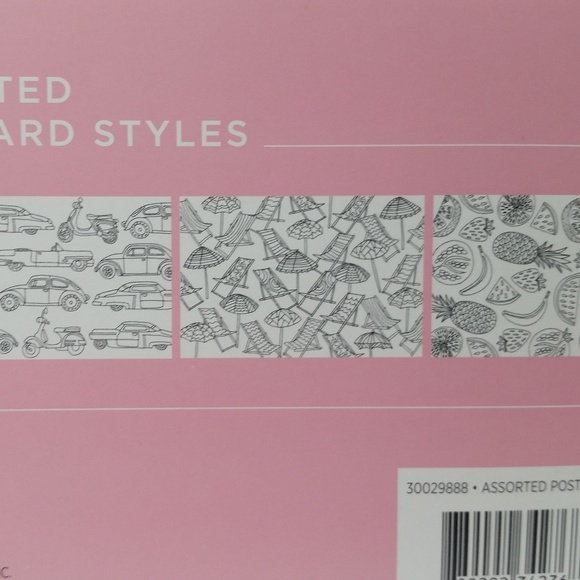 TED
ARD STYLES
30029888 • ASSORTED POST
C.